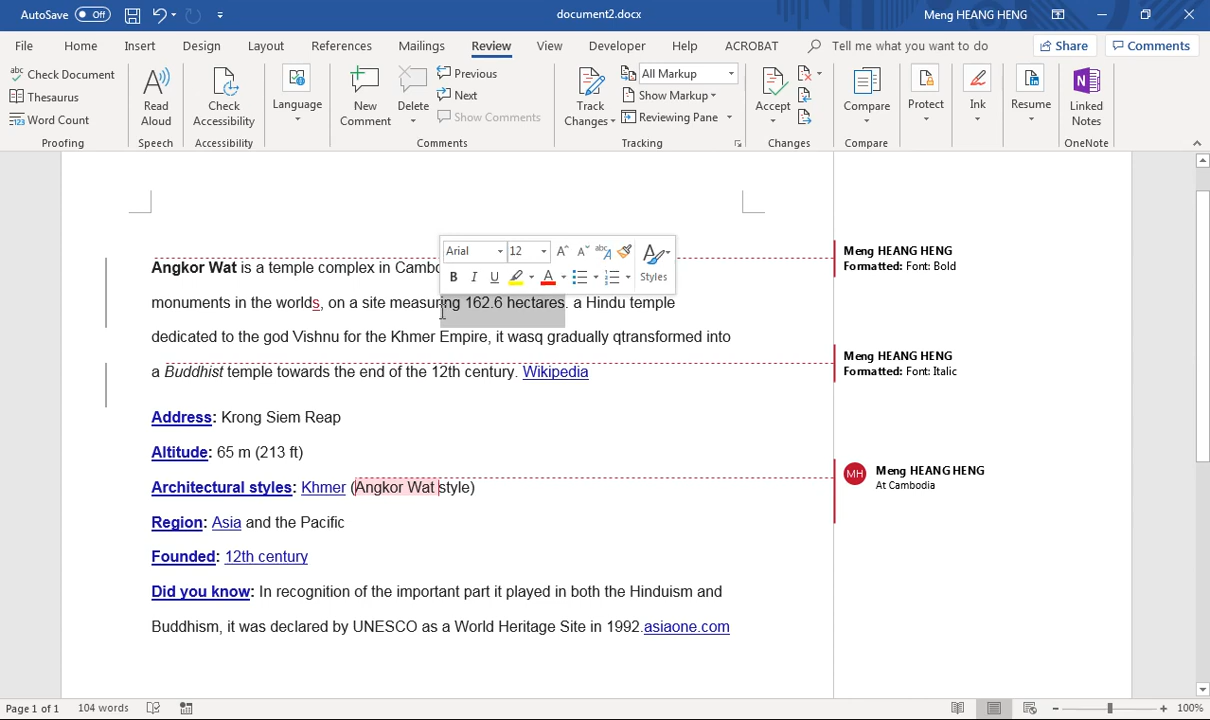 AutoSave Off document2.docx Meng HEANG HENG
File Home Insert Design Layout References Mailings Review View Developer Help ACROBAT Tell me what you want to do Share Comments
Check Document
Thesaurus
Word Count
Proofing
Read Aloud
Speech
Check Accessibility
Accessibility
Language
New Comment
Delete
Previous
Next
Show Comments
Comments
Track Changes
All Markup
Show Markup
Reviewing Pane
Tracking
Accept
Changes
Compare
Compare
Protect
Ink
Resume
Linked Notes
OneNote
Arial 12
B I U A Styles
Angkor Wat is a temple complex in Cambo
monuments in the worlds, on a site measuring 162.6 hectares. a Hindu temple
dedicated to the god Vishnu for the Khmer Empire, it wasq gradually qtransformed into
a Buddhist temple towards the end of the 12th century. Wikipedia
Address: Krong Siem Reap
Altitude: 65 m (213 ft)
Architectural styles: Khmer (Angkor Wat style)
Region: Asia and the Pacific
Founded: 12th century
Did you know: In recognition of the important part it played in both the Hinduism and
Buddhism, it was declared by UNESCO as a World Heritage Site in 1992.asiaone.com
Meng HEANG HENG
Formatted: Font: Bold
Meng HEANG HENG
Formatted: Font: Italic
MH Meng HEANG HENG
At Cambodia
Page 1 of 1 104 words 100%